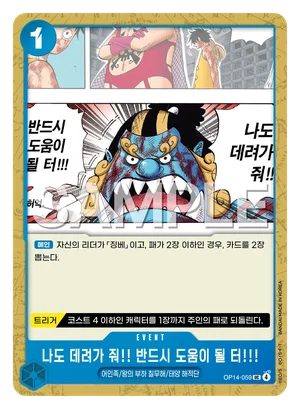 1
반드시
도움이
될 터!!!
나도
데려가
줘!!
SAMPLE
메인 자신의 리더가 「징베」이고, 패가 2장 이하인 경우, 카드를 2장
뽑는다.
트리거 코스트 4 이하인 캐릭터를 1장까지 주인의 패로 되돌린다.
EVENT
나도 데려가 줘!! 반드시 도움이 될 터!!!
어인족/왕의 부하 칠무해/태양 해적단
OP14-059